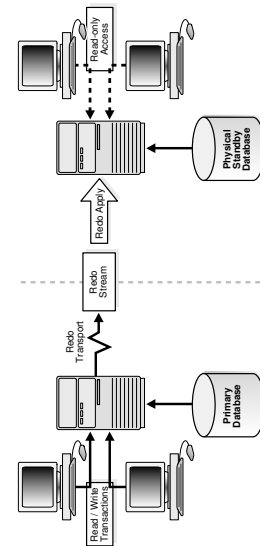 Read / Write
Transactions
Primary
Database
Redo
Transport
Redo
Stream
Redo Apply
Read-only
Access
Physical
Standby
Database